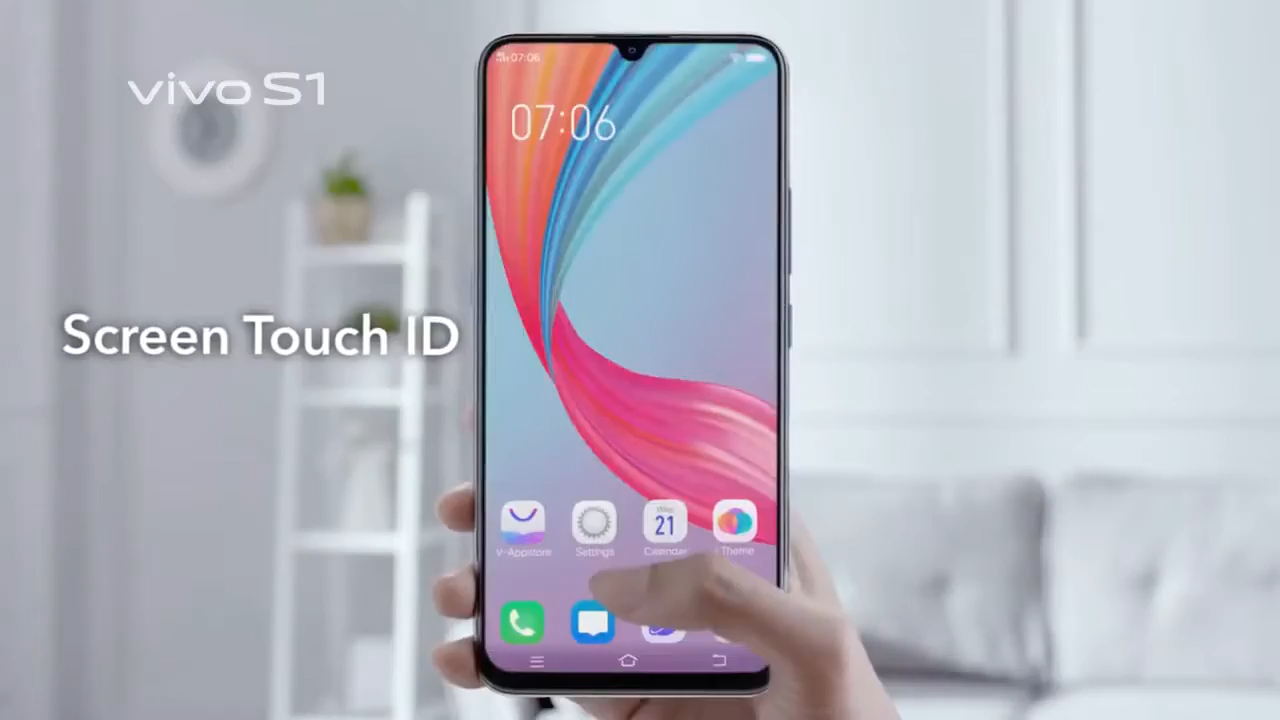 vivo S1
07:06
07:06
Screen Touch ID
21
V-Appstore
Settings
Calendar
Theme